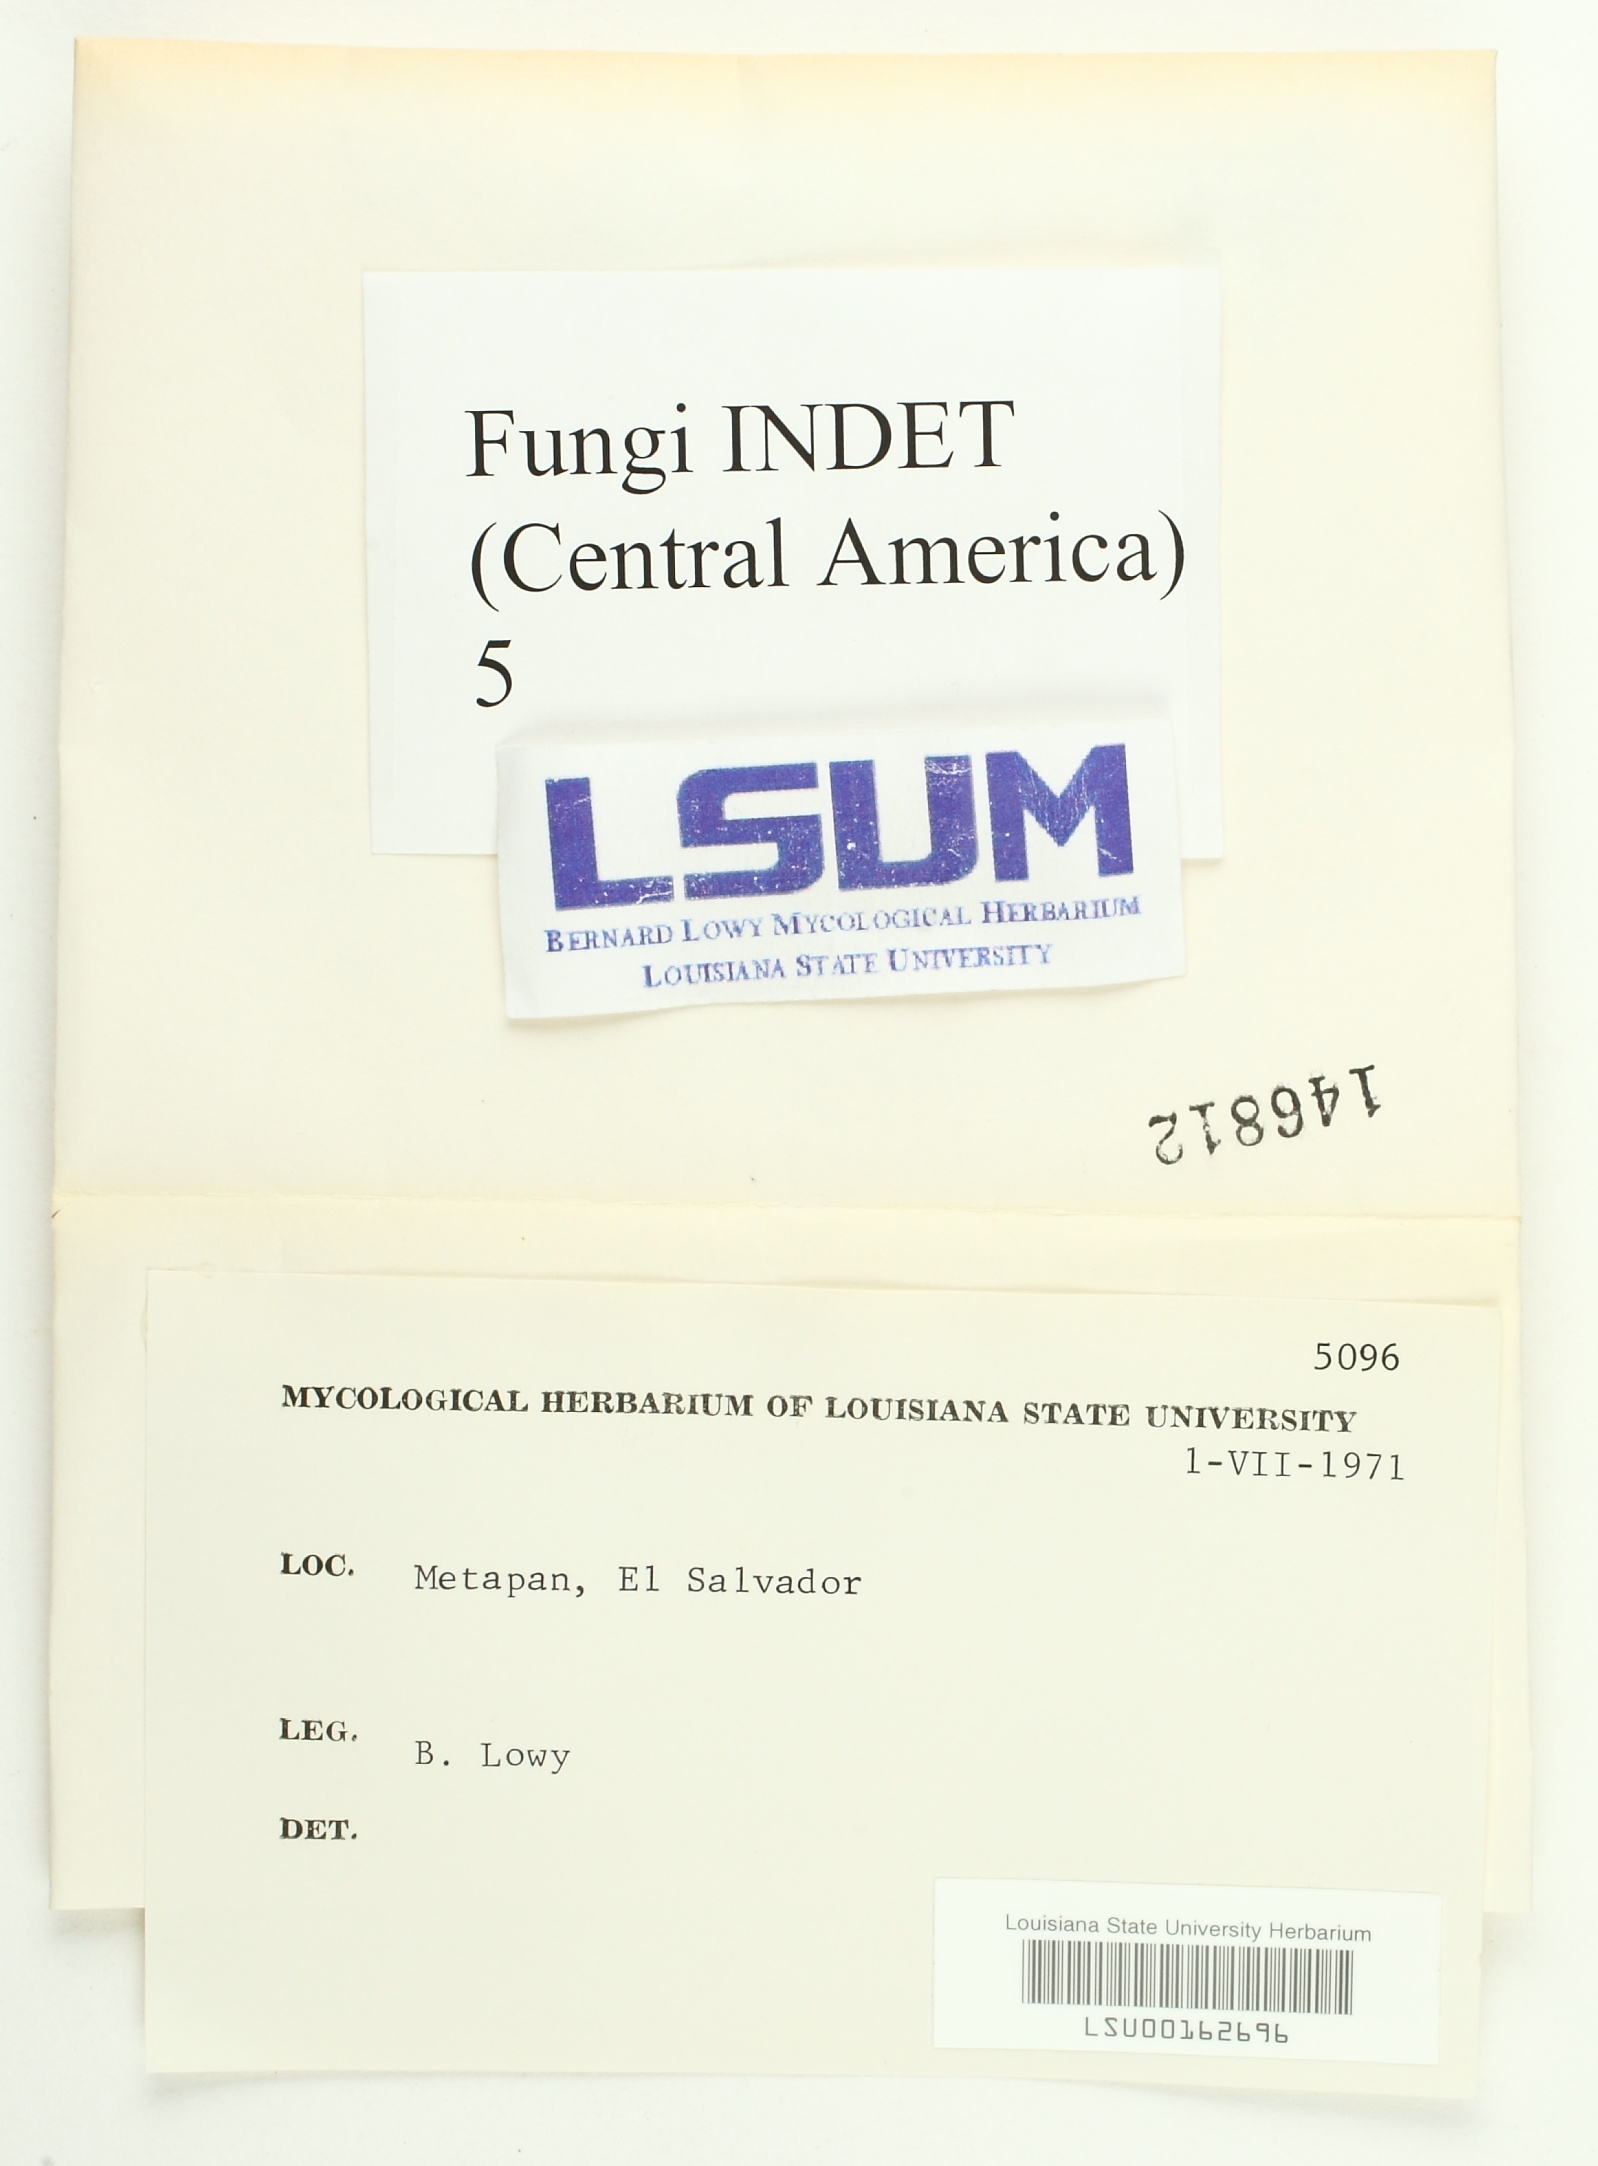 Fungi INDET
(Central America)
5
LSUM
BERNARD LOWY MYCOLOGICAL HERBARIUM
LOUISIANA STATE UNIVERSITY
146812
5096
MYCOLOGICAL HERBARIUM OF LOUISIANA STATE UNIVERSITY
1-VII-1971
LOC. Metapan, El Salvador
LEG. B. Lowy
DET.
Louisiana State University Herbarium
LSU00162696